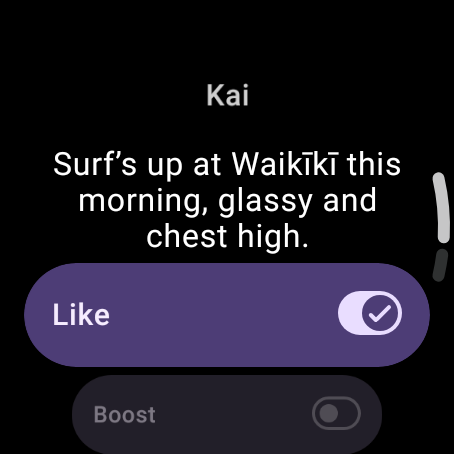 Kai
Surf’s up at Waikīkī this
morning, glassy and
chest high.
Like
Boost